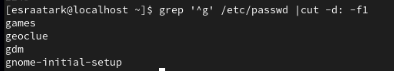 [esraatark@localhost ~]$ grep '^g' /etc/passwd |cut -d: -f1
games
geoclue
gdm
gnome-initial-setup